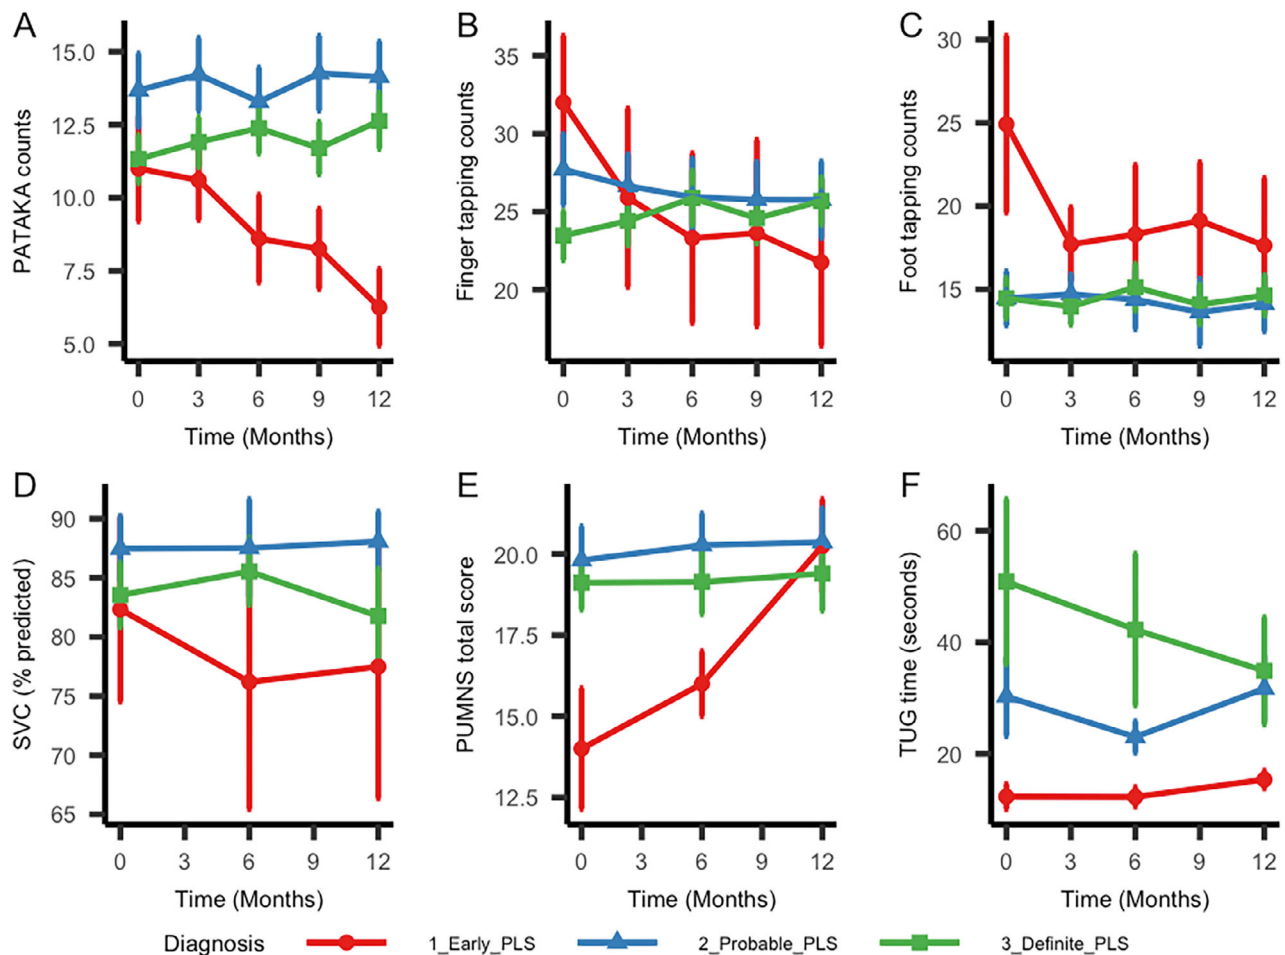 A
PATAKA counts
15.0
12.5
10.0
7.5
5.0
0 3 6 9 12
Time (Months)
B
Finger tapping counts
35
30
25
20
0 3 6 9 12
Time (Months)
C
Foot tapping counts
30
25
20
15
0 3 6 9 12
Time (Months)
D
SVC (% predicted)
90
85
80
75
70
65
0 3 6 9 12
Time (Months)
E
PUMNS total score
20.0
17.5
15.0
12.5
0 3 6 9 12
Time (Months)
F
TUG time (seconds)
60
40
20
0 3 6 9 12
Time (Months)
Diagnosis 1_Early_PLS 2_Probable_PLS 3_Definite_PLS